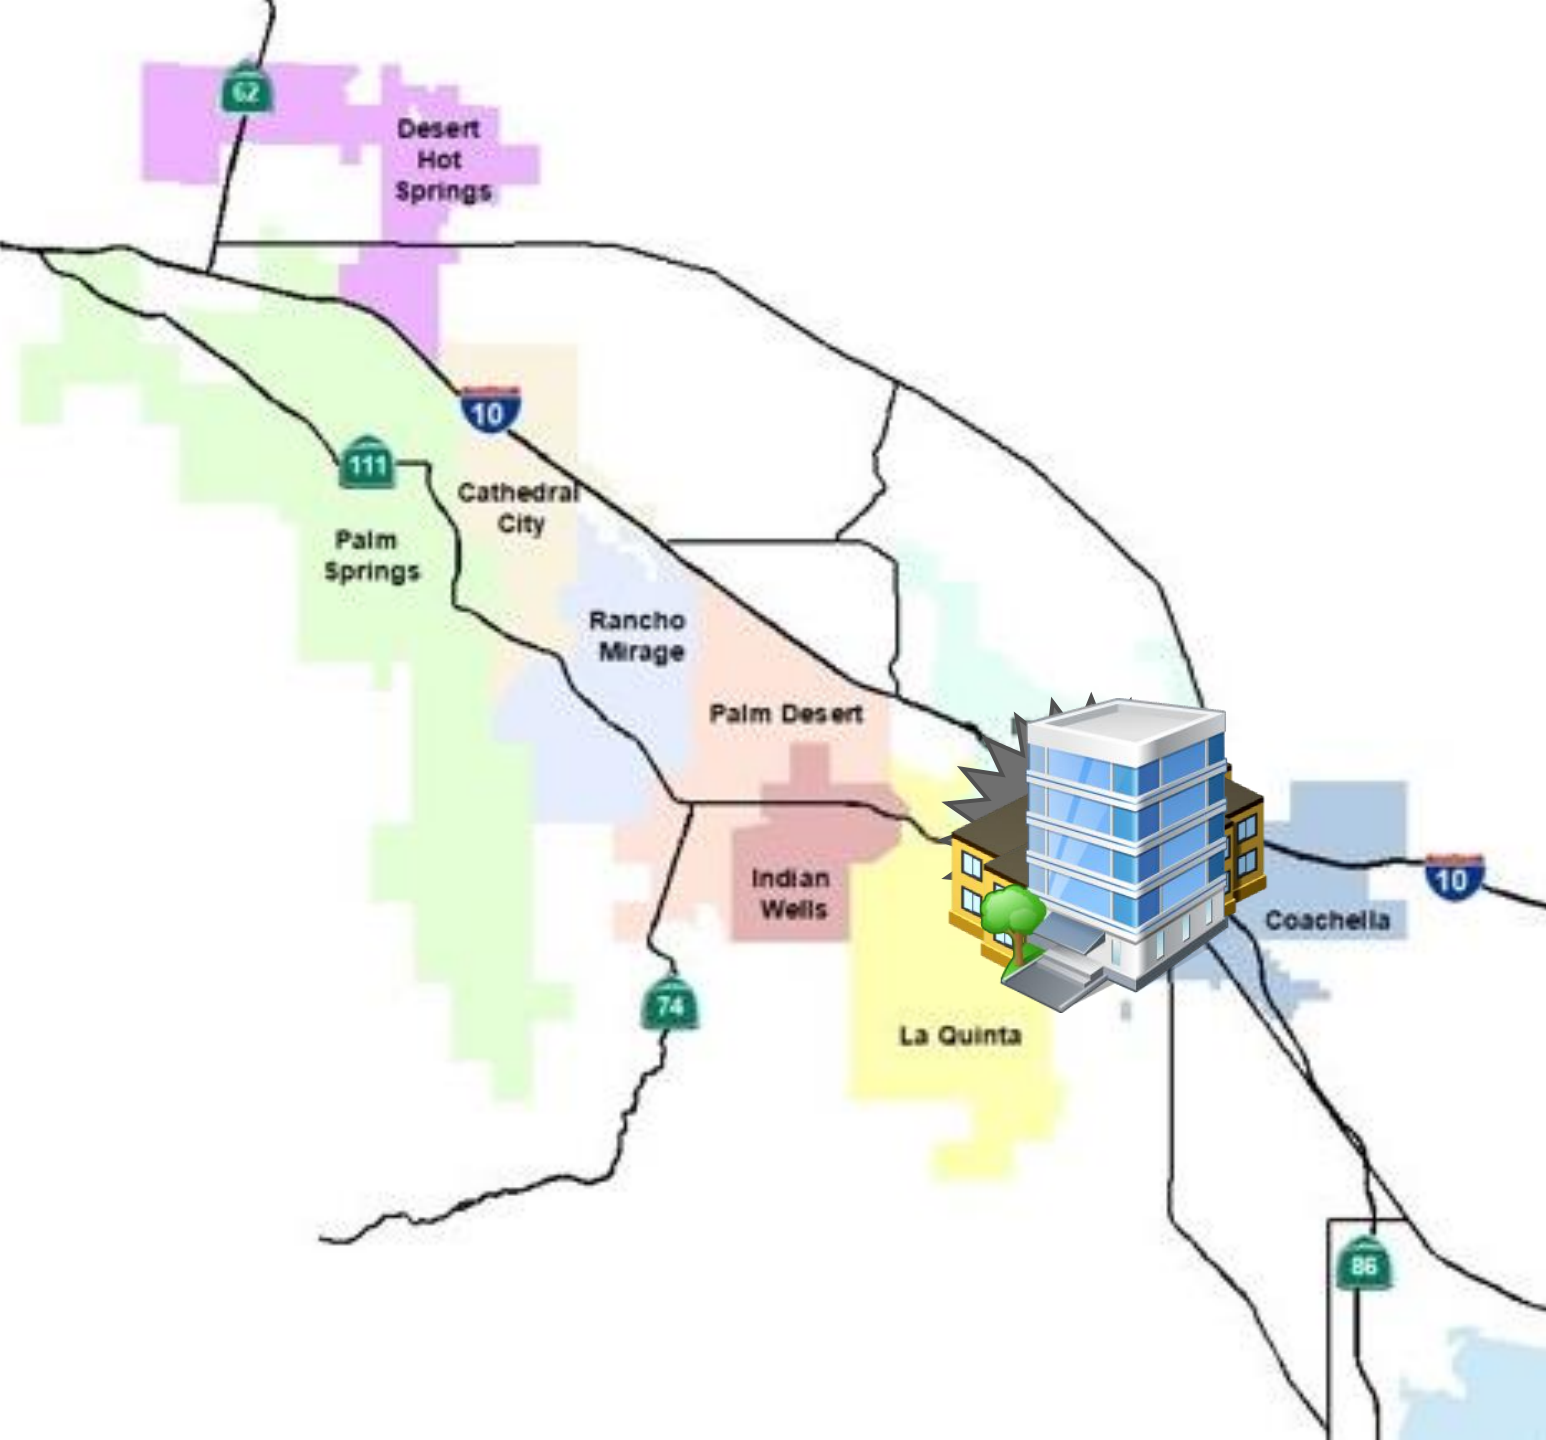 62
Desert
Hot
Springs
10
111
Cathedral
City
Palm
Springs
Rancho
Mirage
Palm Desert
Indian
Wells
10
Coachella
74
La Quinta
86